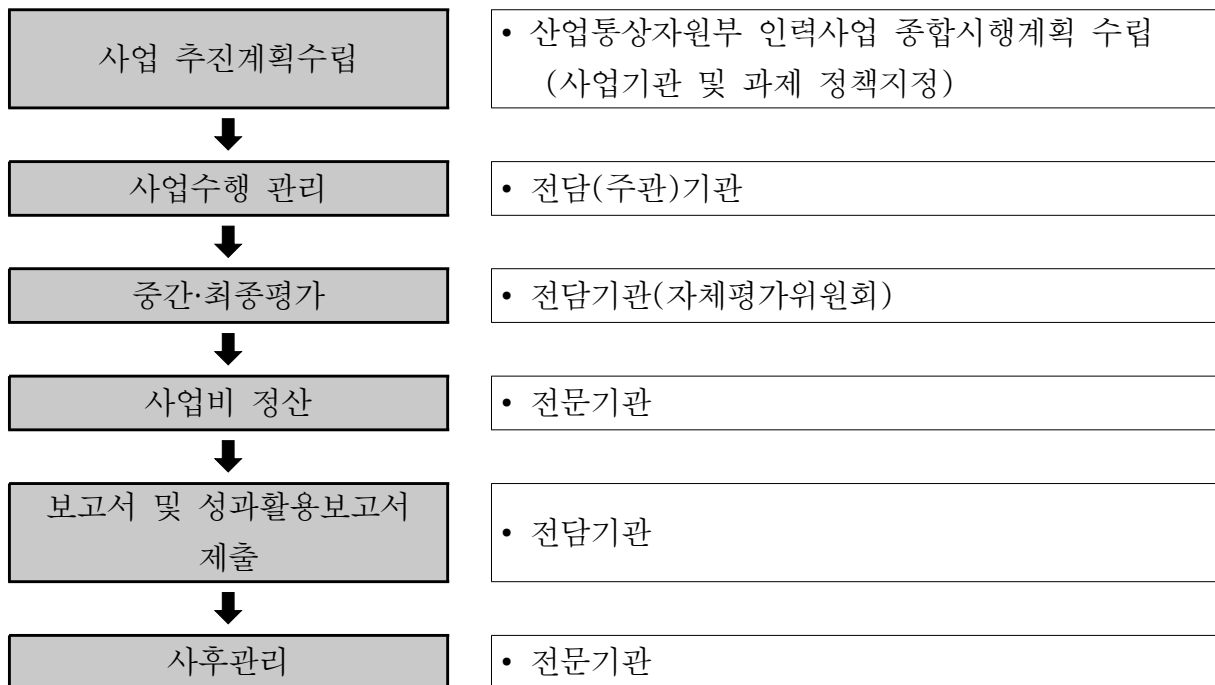 사업 추진계획수립
• 산업통상자원부 인력사업 종합시행계획 수립
(사업기관 및 과제 정책지정)
사업수행 관리
• 전담(주관)기관
중간·최종평가
• 전담기관(자체평가위원회)
사업비 정산
• 전문기관
보고서 및 성과활용보고서
제출
• 전담기관
사후관리
• 전문기관